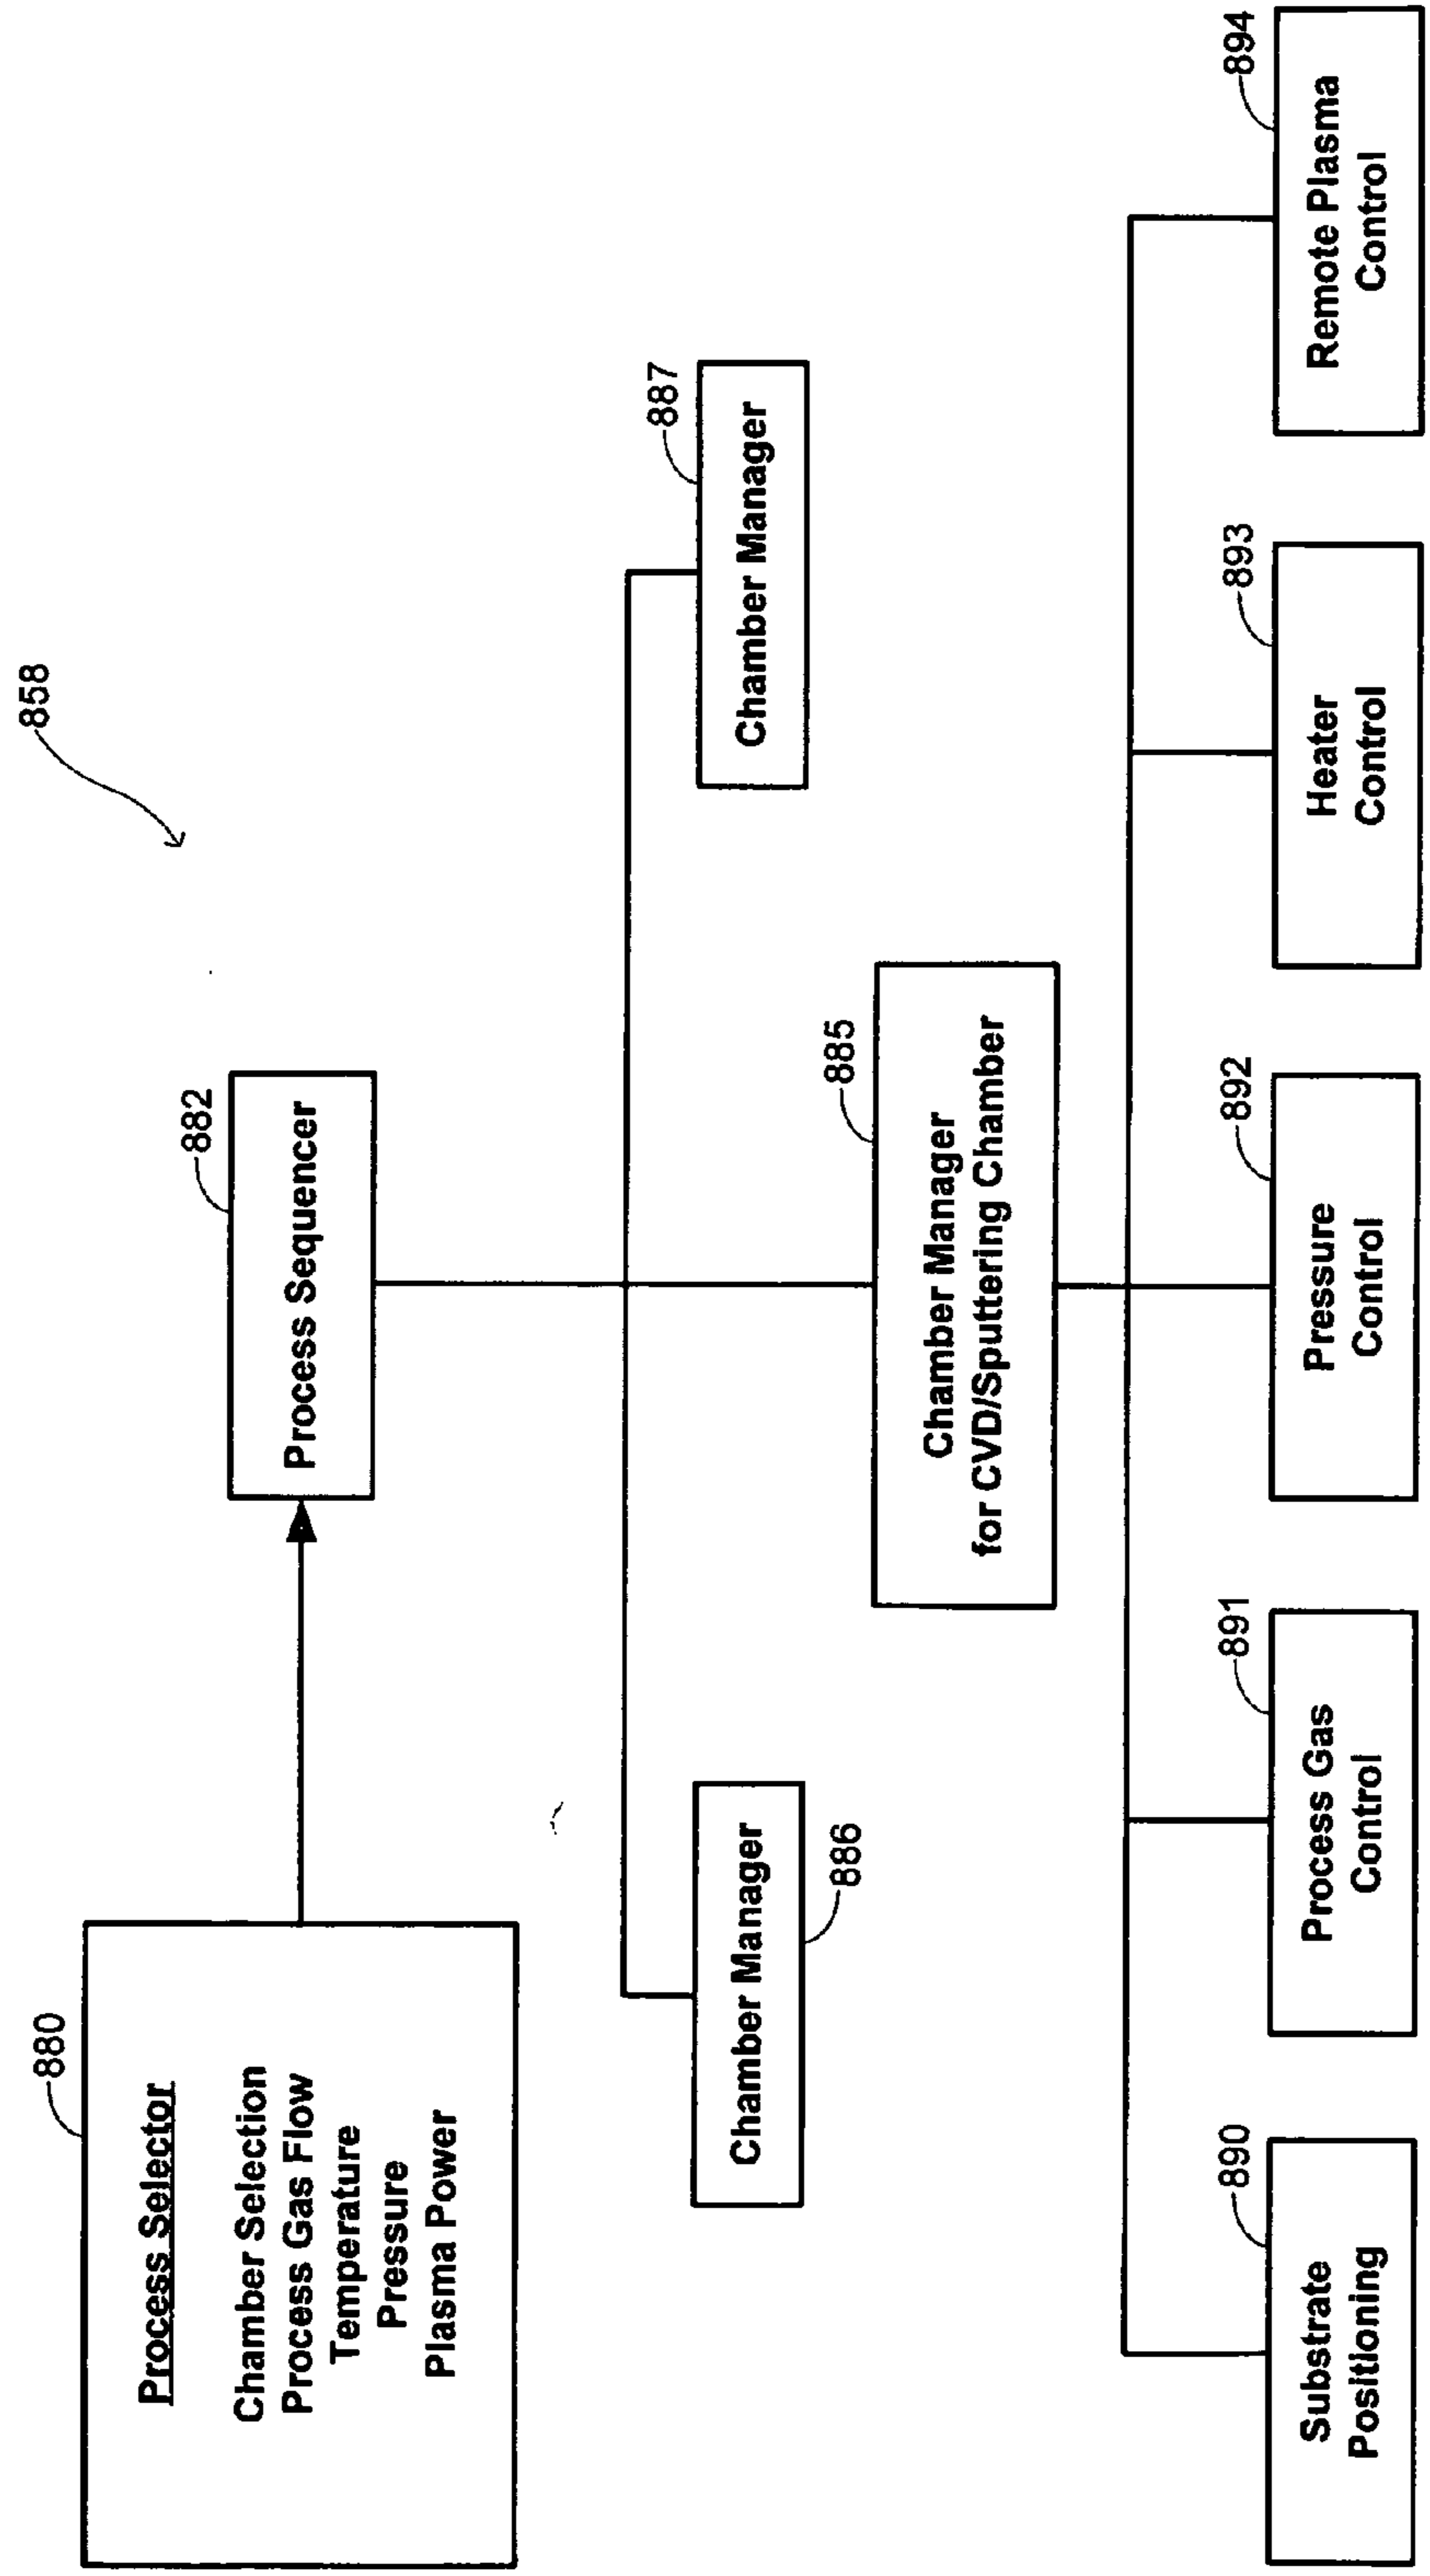 858
880
Process Selector
Chamber Selection
Process Gas Flow
Temperature
Pressure
Plasma Power
882
Process Sequencer
886
Chamber Manager
887
Chamber Manager
885
Chamber Manager
for CVD/Sputtering Chamber
890
Substrate
Positioning
891
Process Gas
Control
892
Pressure
Control
893
Heater
Control
894
Remote Plasma
Control